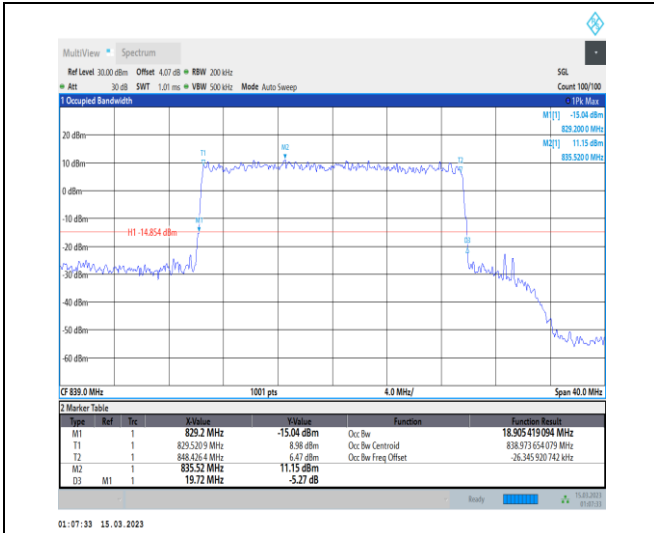 MultiView Spectrum
Ref Level 30.00 dBm Offset 4.07 dB RBW 200 kHz SGL
Att 30 dB SWT 1.01 ms VBW 500 kHz Mode Auto Sweep Count 100/100
1 Occupied Bandwidth 1Pk Max
M1[1] -15.04 dBm
829.200 0 MHz
M2[1] 11.15 dBm
835.520 0 MHz
20 dBm
T1 M2 T2
10 dBm
0 dBm
-10 dBm
M1
H1 -14.854 dBm
-20 dBm
D3
-30 dBm
-40 dBm
-50 dBm
-60 dBm
CF 839.0 MHz 1001 pts 4.0 MHz/ Span 40.0 MHz
2 Marker Table
Type Ref Trc X-Value Y-Value Function Function Result
M1 1 829.2 MHz -15.04 dBm Occ Bw 18.905 419 094 MHz
T1 1 829.520 9 MHz 8.98 dBm Occ Bw Centroid 838.973 654 079 MHz
T2 1 848.426 4 MHz 6.47 dBm Occ Bw Freq Offset -26.345 920 742 kHz
M2 1 835.52 MHz 11.15 dBm
D3 M1 1 19.72 MHz -5.27 dB
Ready 15.03.2023
01:07:33
01:07:33 15.03.2023